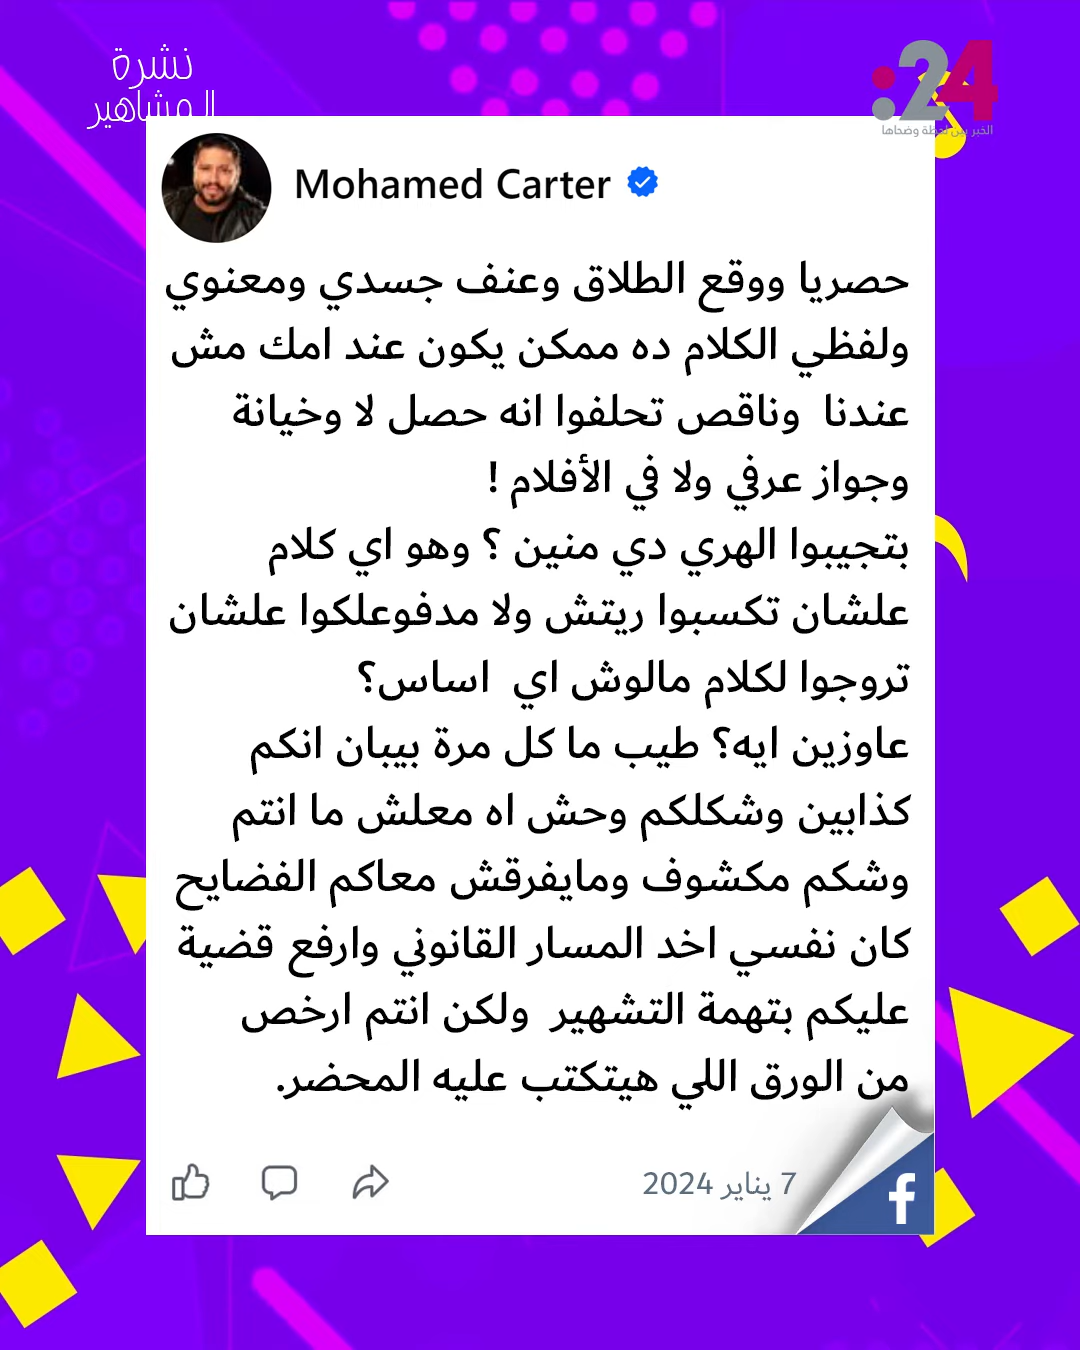 نشرة
المشاهير
:24
الخبر بين لحظة وضحاها
Mohamed Carter
حصريا ووقع الطلاق وعنف جسدي ومعنوي
ولفظي الكلام ده ممكن يكون عند امك مش
عندنا وناقص تحلفوا انه حصل لا وخيانة
وجواز عرفي ولا في الأفلام !
بتجيبوا الهري دي منين ؟ وهو اي كلام
علشان تكسبوا ريتش ولا مدفوعلكوا علشان
تروجوا لكلام مالوش اي اساس؟
عاوزين ايه؟ طيب ما كل مرة بيبان انكم
كذابين وشكلكم وحش اه معلش ما انتم
وشكم مكشوف ومايفرقش معاكم الفضايح
كان نفسي اخد المسار القانوني وارفع قضية
عليكم بتهمة التشهير ولكن انتم ارخص
من الورق اللي هيتكتب عليه المحضر.
7 يناير 2024
f